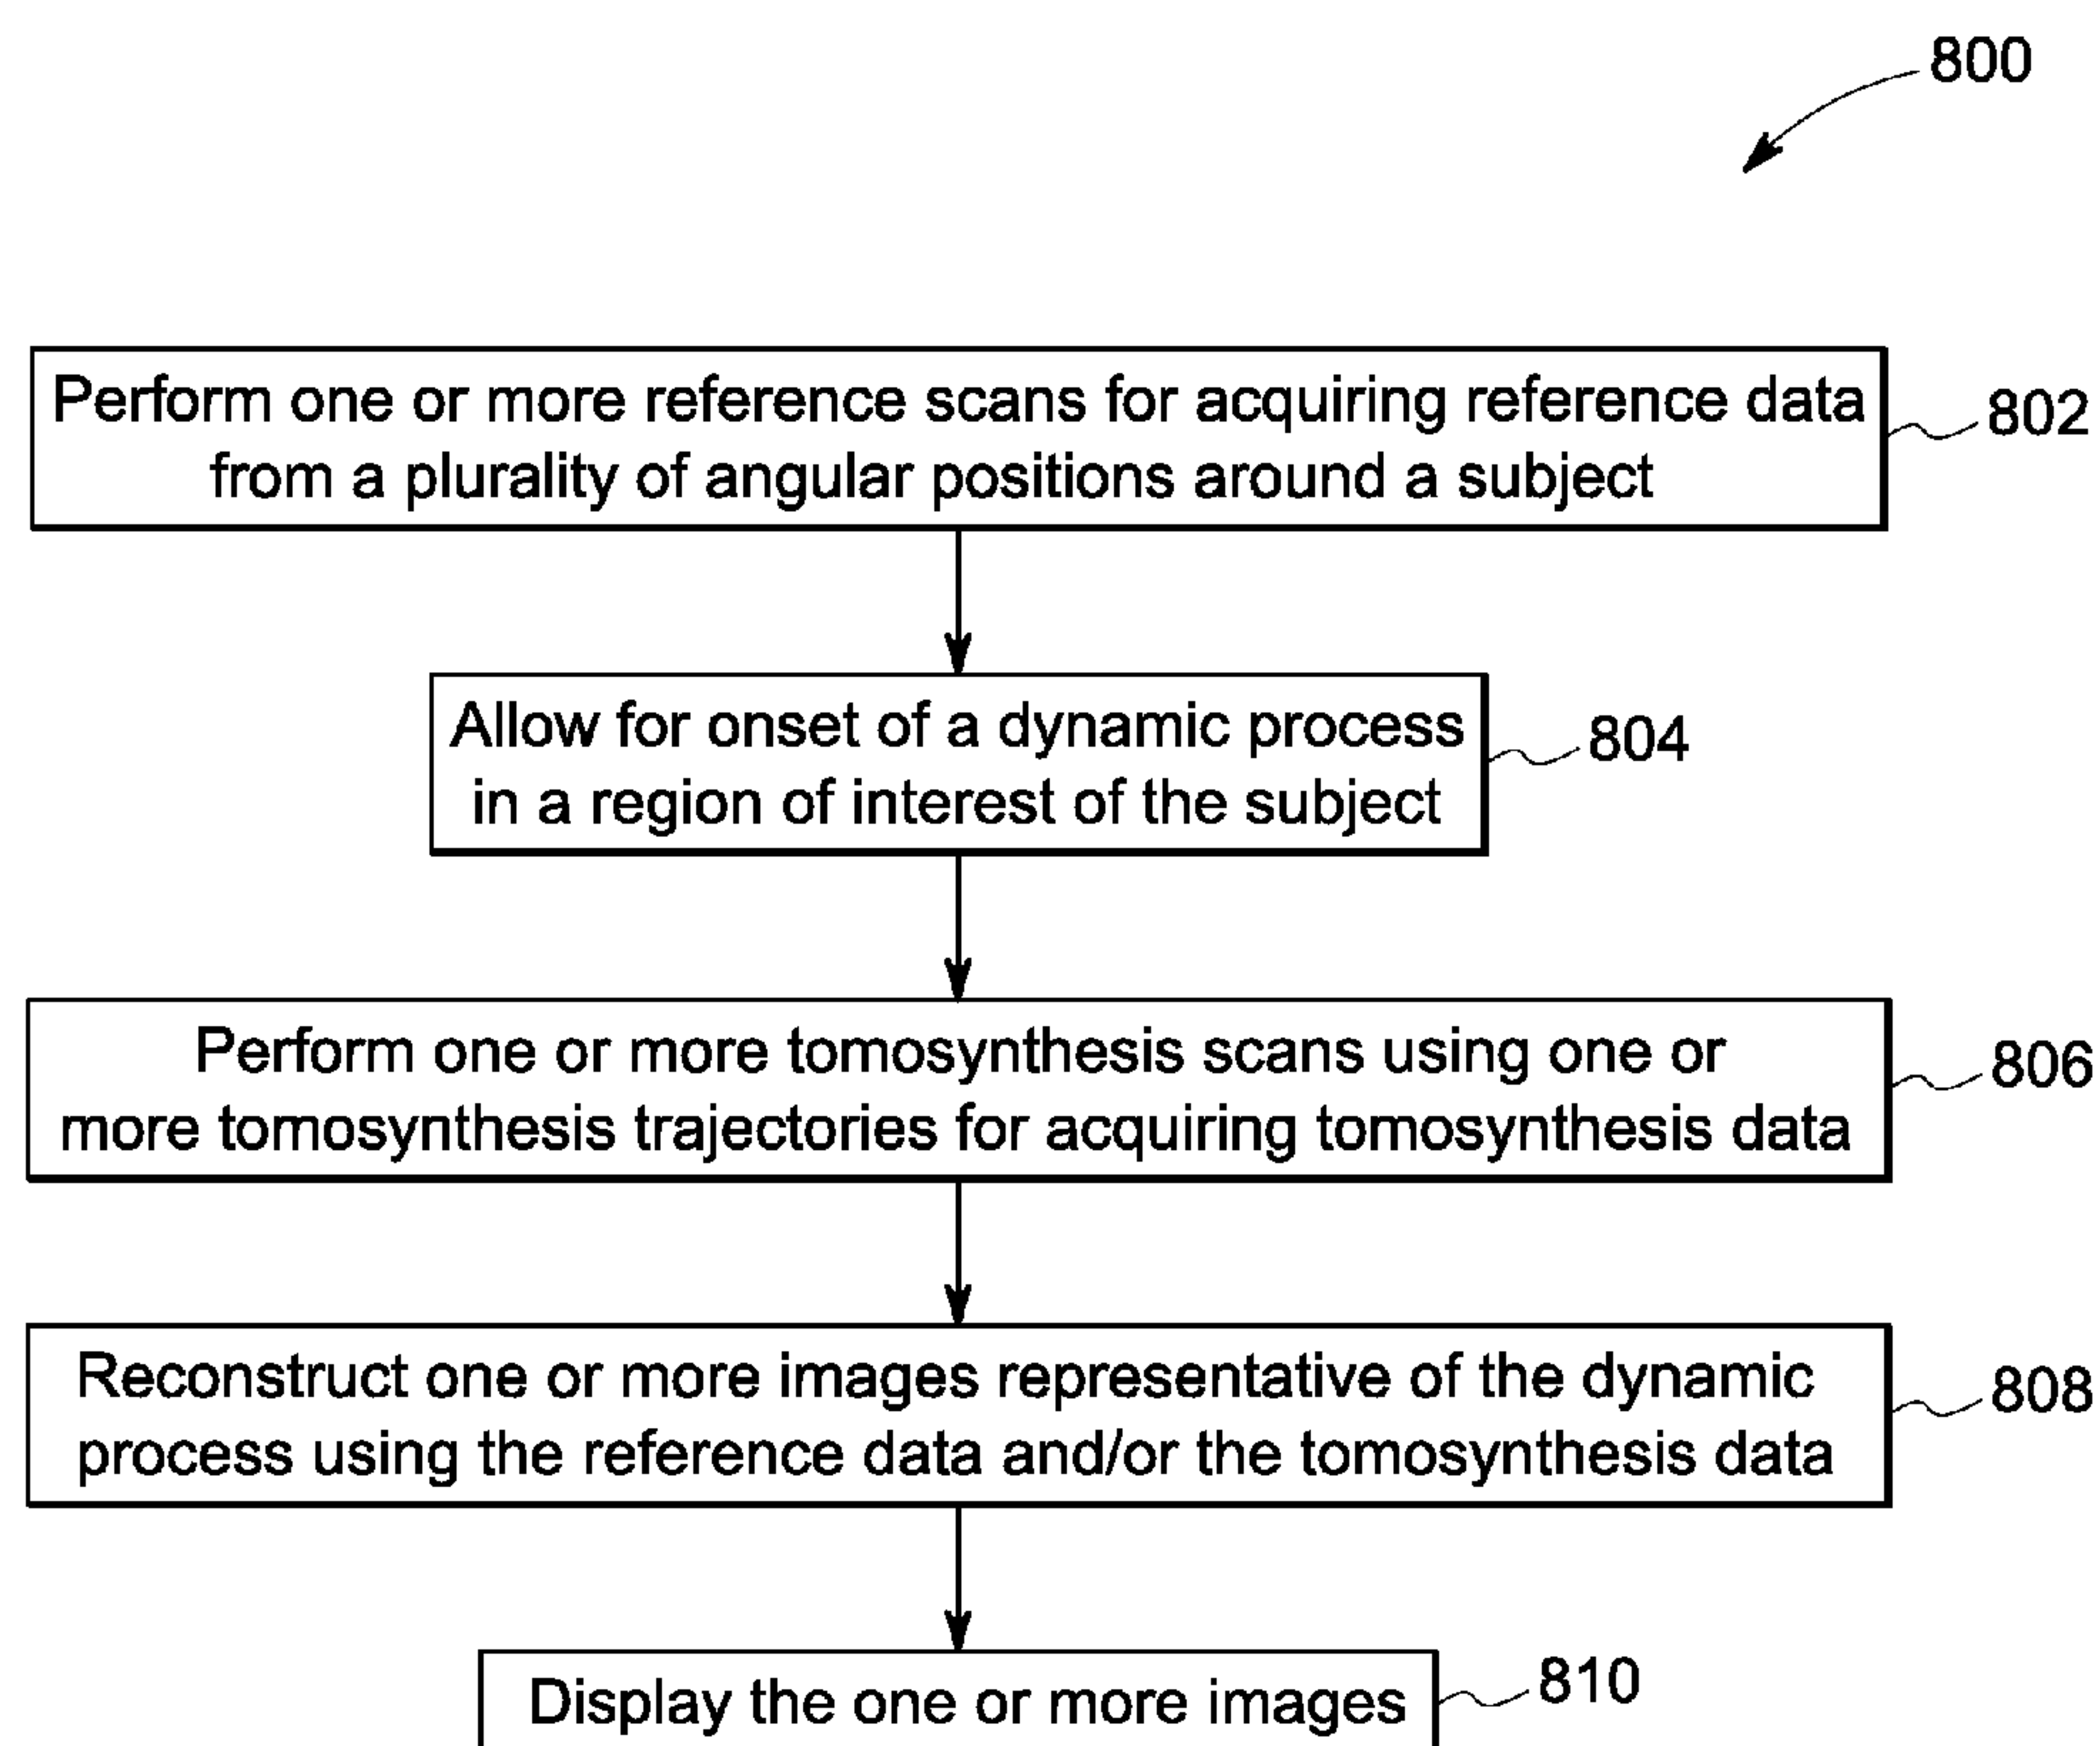 800
Perform one or more reference scans for acquiring reference data
from a plurality of angular positions around a subject
802
Allow for onset of a dynamic process
in a region of interest of the subject
804
Perform one or more tomosynthesis scans using one or
more tomosynthesis trajectories for acquiring tomosynthesis data
806
Reconstruct one or more images representative of the dynamic
process using the reference data and/or the tomosynthesis data
808
Display the one or more images
810